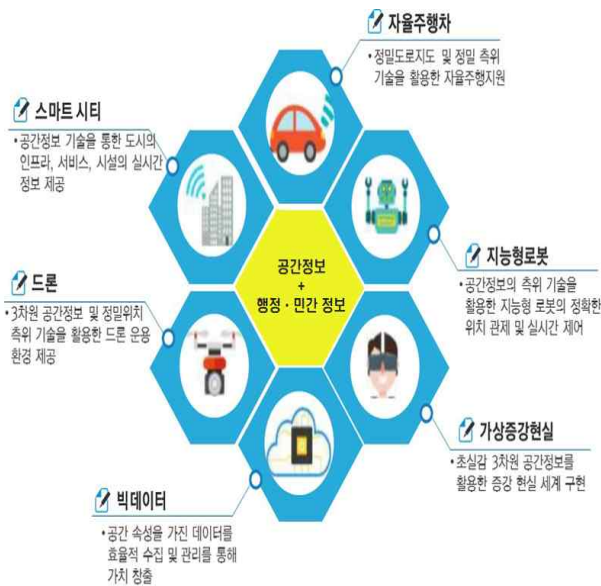 자율주행차
•정밀도로지도 및 정밀 측위
기술을 활용한 자율주행지원
스마트 시티
•공간정보 기술을 통한 도시의
인프라, 서비스, 시설의 실시간
정보 제공
공간정보
+
행정·민간 정보
지능형로봇
•공간정보의 측위 기술을
활용한 지능형 로봇의 정확한
위치 관제 및 실시간 제어
드론
•3차원 공간정보 및 정밀위치
측위 기술을 활용한 드론 운용
환경 제공
가상증강현실
•초실감 3차원 공간정보를
활용한 증강 현실 세계 구현
빅데이터
•공간 속성을 가진 데이터를
효율적 수집 및 관리를 통해
가치 창출